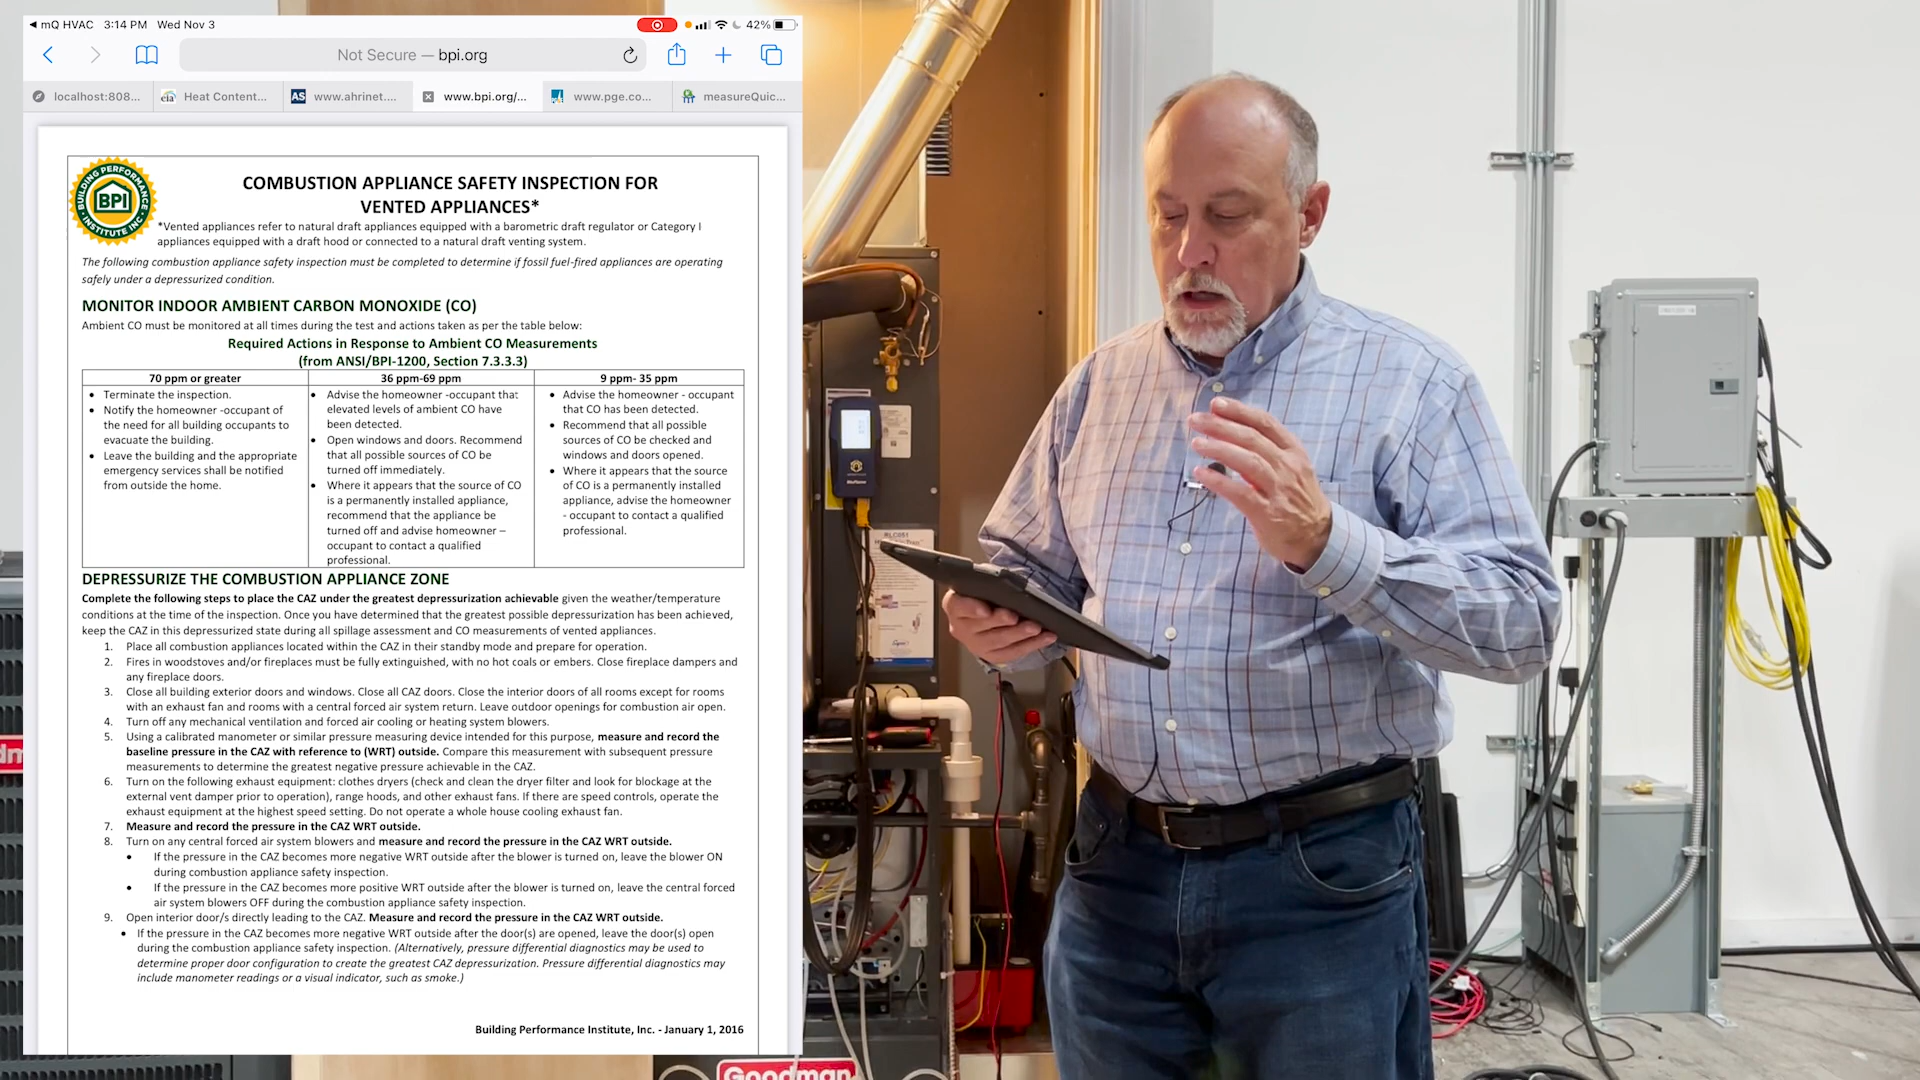 mQ HVAC 3:14 PM Wed Nov 3
42%
Not Secure — bpi.org
localhost:808...
eia Heat Content...
AS www.ahrinet....
www.bpi.org/...
www.pge.co...
measureQuic...
BUILDING PERFORMANCE
BPI
INSTITUTE INC
COMBUSTION APPLIANCE SAFETY INSPECTION FOR
VENTED APPLIANCES*
*Vented appliances refer to natural draft appliances equipped with a barometric draft regulator or Category I
appliances equipped with a draft hood or connected to a natural draft venting system.
The following combustion appliance safety inspection must be completed to determine if fossil fuel-fired appliances are operating
safely under a depressurized condition.
MONITOR INDOOR AMBIENT CARBON MONOXIDE (CO)
Ambient CO must be monitored at all times during the test and actions taken as per the table below:
Required Actions in Response to Ambient CO Measurements
(from ANSI/BPI-1200, Section 7.3.3.3)
70 ppm or greater
• Terminate the inspection.
• Notify the homeowner -occupant of
the need for all building occupants to
evacuate the building.
• Leave the building and the appropriate
emergency services shall be notified
from outside the home.
36 ppm-69 ppm
• Advise the homeowner -occupant that
elevated levels of ambient CO have
been detected.
• Open windows and doors. Recommend
that all possible sources of CO be
turned off immediately.
• Where it appears that the source of CO
is a permanently installed appliance,
recommend that the appliance be
turned off and advise homeowner –
occupant to contact a qualified
professional.
9 ppm- 35 ppm
• Advise the homeowner - occupant
that CO has been detected.
• Recommend that all possible
sources of CO be checked and
windows and doors opened.
• Where it appears that the source
of CO is a permanently installed
appliance, advise the homeowner
- occupant to contact a qualified
professional.
DEPRESSURIZE THE COMBUSTION APPLIANCE ZONE
Complete the following steps to place the CAZ under the greatest depressurization achievable given the weather/temperature
conditions at the time of the inspection. Once you have determined that the greatest possible depressurization has been achieved,
keep the CAZ in this depressurized state during all spillage assessment and CO measurements of vented appliances.
1. Place all combustion appliances located within the CAZ in their standby mode and prepare for operation.
2. Fires in woodstoves and/or fireplaces must be fully extinguished, with no hot coals or embers. Close fireplace dampers and
any fireplace doors.
3. Close all building exterior doors and windows. Close all CAZ doors. Close the interior doors of all rooms except for rooms
with an exhaust fan and rooms with a central forced air system return. Leave outdoor openings for combustion air open.
4. Turn off any mechanical ventilation and forced air cooling or heating system blowers.
5. Using a calibrated manometer or similar pressure measuring device intended for this purpose, measure and record the
baseline pressure in the CAZ with reference to (WRT) outside. Compare this measurement with subsequent pressure
measurements to determine the greatest negative pressure achievable in the CAZ.
6. Turn on the following exhaust equipment: clothes dryers (check and clean the dryer filter and look for blockage at the
external vent damper prior to operation), range hoods, and other exhaust fans. If there are speed controls, operate the
exhaust equipment at the highest speed setting. Do not operate a whole house cooling exhaust fan.
7. Measure and record the pressure in the CAZ WRT outside.
8. Turn on any central forced air system blowers and measure and record the pressure in the CAZ WRT outside.
• If the pressure in the CAZ becomes more negative WRT outside after the blower is turned on, leave the blower ON
during combustion appliance safety inspection.
• If the pressure in the CAZ becomes more positive WRT outside after the blower is turned on, leave the central forced
air system blowers OFF during the combustion appliance safety inspection.
9. Open interior door/s directly leading to the CAZ. Measure and record the pressure in the CAZ WRT outside.
• If the pressure in the CAZ becomes more negative WRT outside after the door(s) are opened, leave the door(s) open
during the combustion appliance safety inspection. (Alternatively, pressure differential diagnostics may be used to
determine proper door configuration to create the greatest CAZ depressurization. Pressure differential diagnostics may
include manometer readings or a visual indicator, such as smoke.)
Building Performance Institute, Inc. - January 1, 2016
Goodman